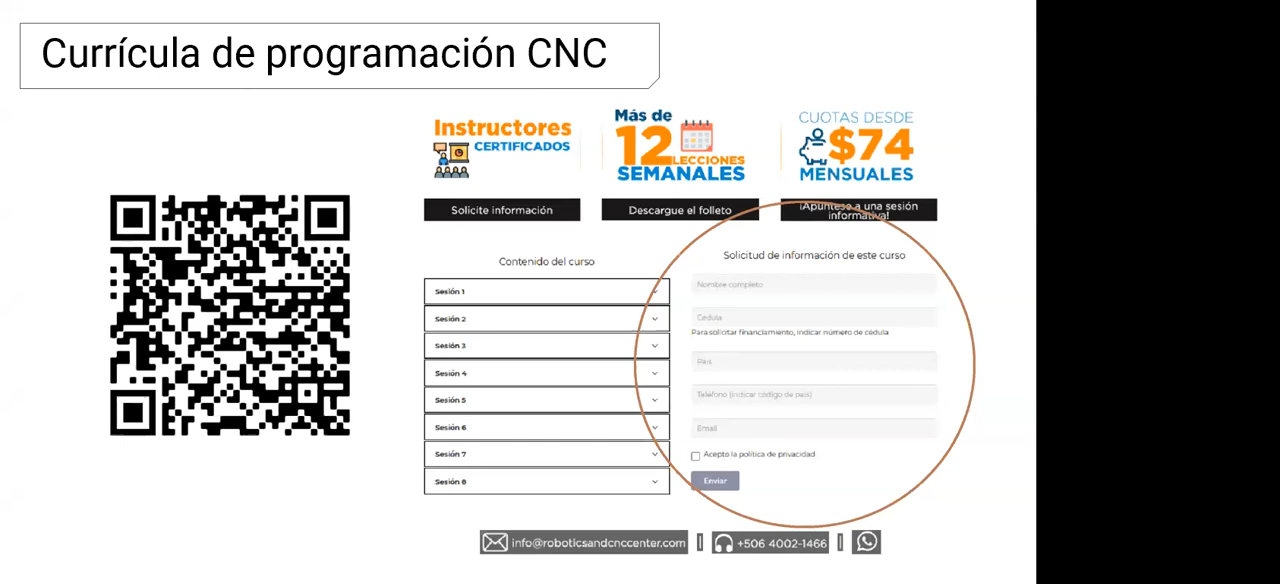 Currícula de programación CNC
Instructores
CERTIFICADOS
Más de
12 LECCIONES
SEMANALES
CUOTAS DESDE
$74
MENSUALES
Solicite información
Descargue el folleto
¡Apúntese a una sesión
informativa!
Contenido del curso
Sesión 1
Sesión 2
Sesión 3
Sesión 4
Sesión 5
Sesión 6
Sesión 7
Sesión 8
Solicitud de información de este curso
Nombre completo
Cédula
Para solicitar financiamiento, indicar número de cédula
País
Teléfono (indicar código de país)
Email
Acepto la política de privacidad
Enviar
info@roboticsandcnccenter.com
+506 4002-1466